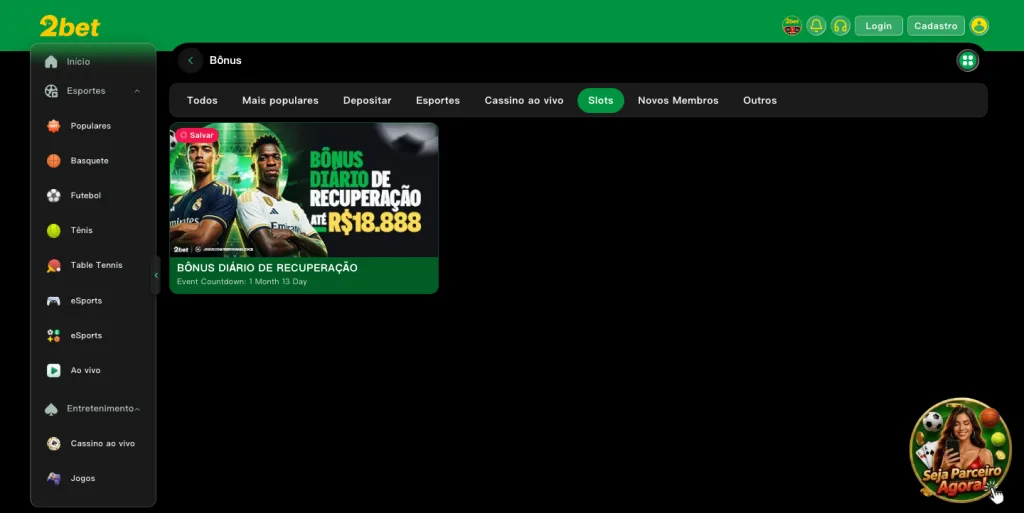 2bet
2bet
Login
Cadastro
Início
Esportes
Populares
Basquete
Futebol
Tênis
Table Tennis
eSports
eSports
Ao vivo
Entretenimento
Cassino ao vivo
Jogos
Bônus
Todos
Mais populares
Depositar
Esportes
Cassino ao vivo
Slots
Novos Membros
Outros
Salvar
BÔNUS
DIÁRIO DE
RECUPERAÇÃO
ATÉ R$18.888
2bet
BÔNUS DIÁRIO DE RECUPERAÇÃO
Event Countdown: 1 Month 13 Day
Seja Parceiro
Agora!